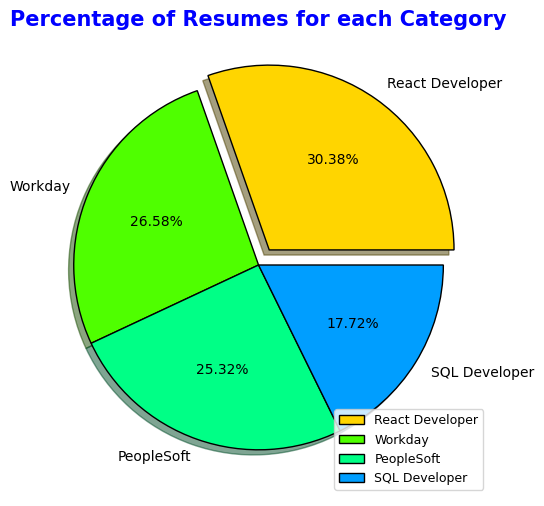 Percentage of Resumes for each Category
React Developer
30.38%
Workday
26.58%
17.72%
25.32%
SQL Developer
PeopleSoft
React Developer
Workday
PeopleSoft
SQL Developer